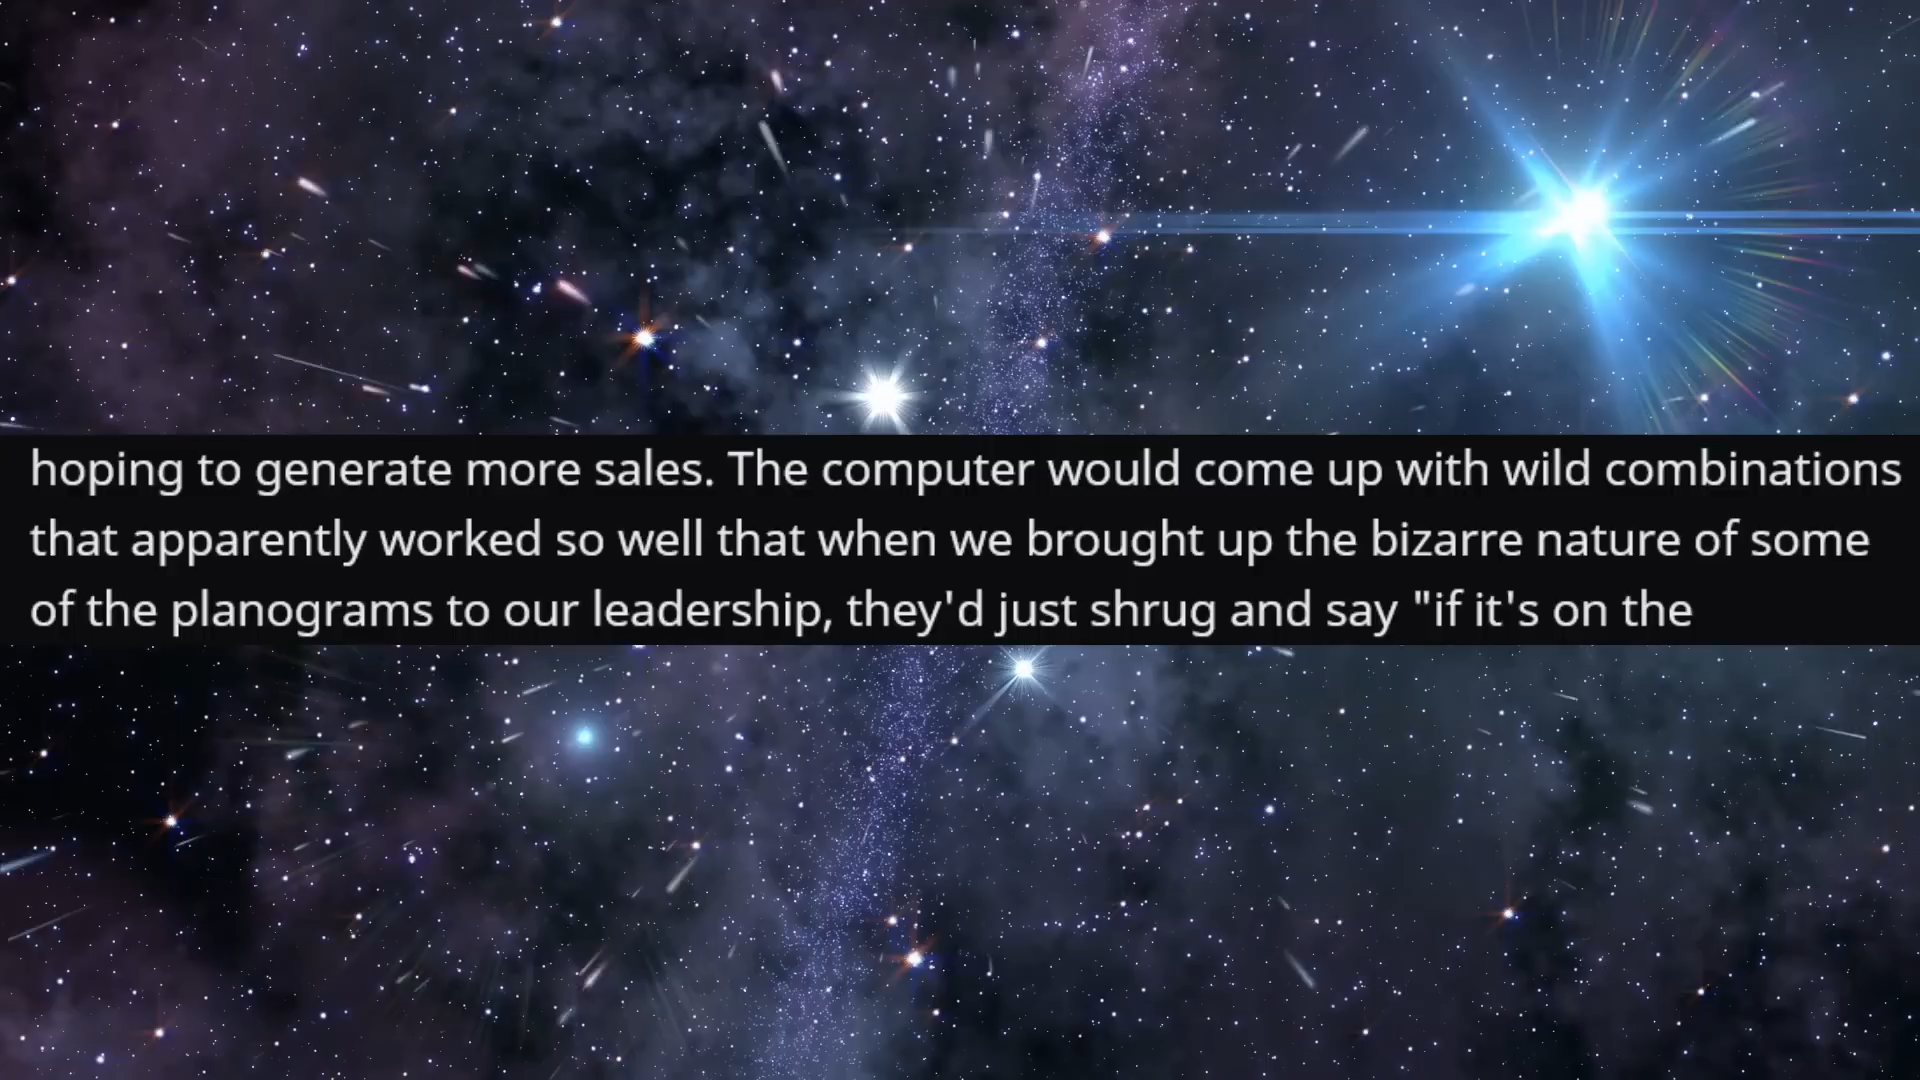 hoping to generate more sales. The computer would come up with wild combinations
that apparently worked so well that when we brought up the bizarre nature of some
of the planograms to our leadership, they'd just shrug and say "if it's on the